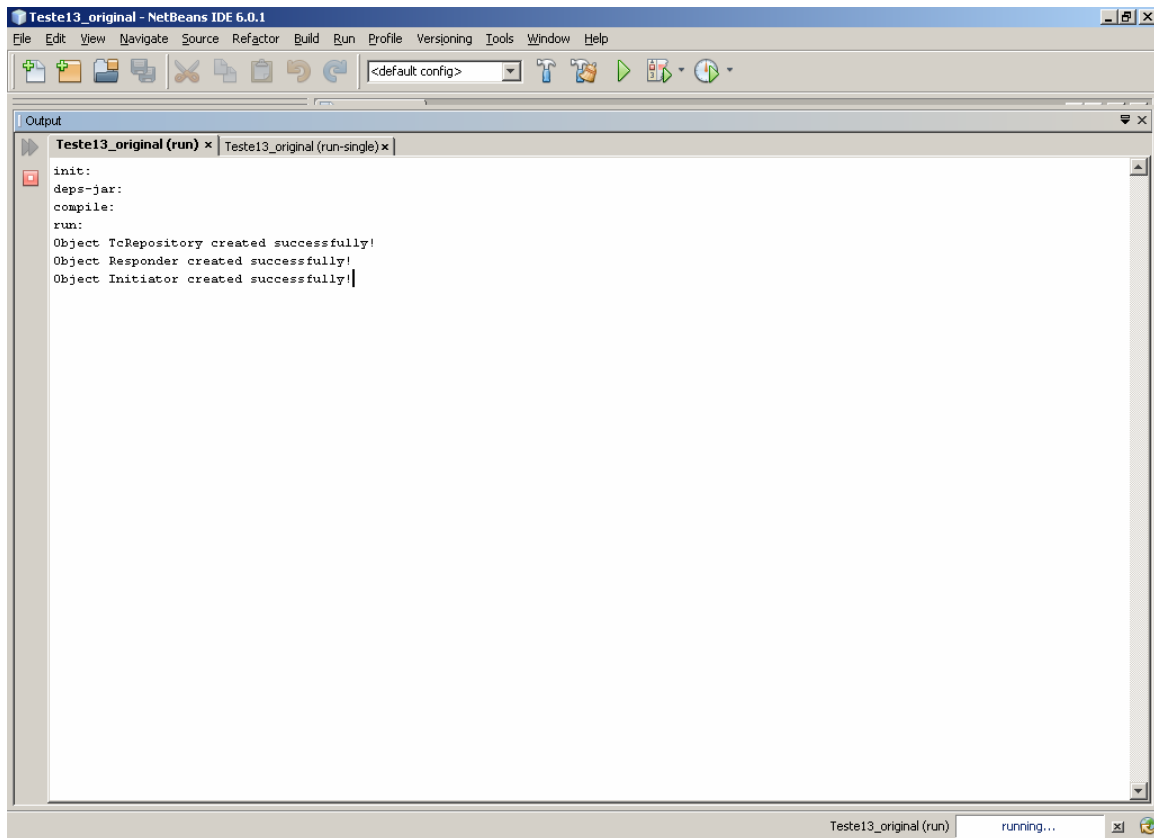 Teste13_original - NetBeans IDE 6.0.1
File Edit View Navigate Source Refactor Build Run Profile Versioning Tools Window Help
<default config>
Output
Teste13_original (run) × Teste13_original (run-single) ×
init:
deps-jar:
compile:
run:
Object TcRepository created successfully!
Object Responder created successfully!
Object Initiator created successfully!
Teste13_original (run) running...